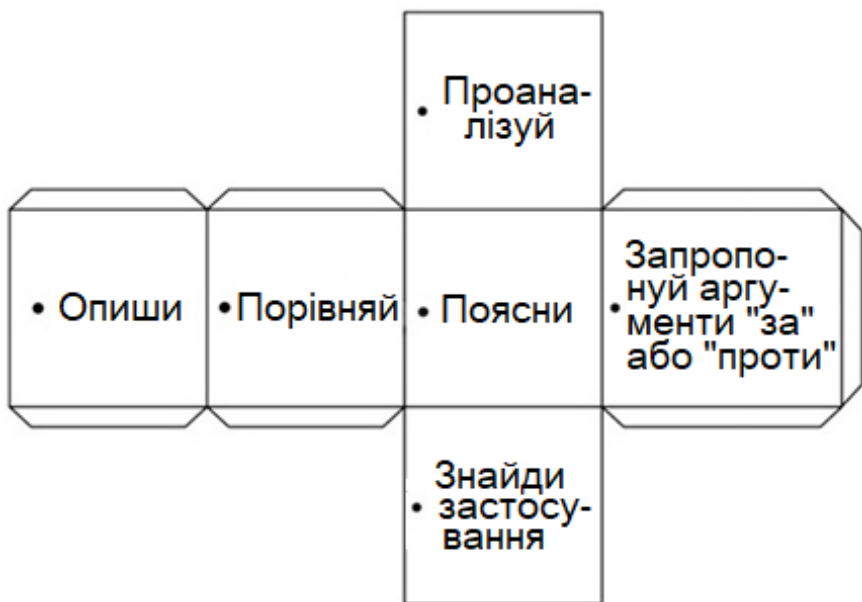 • Проана-
лізуй
• Опиши
• Порівняй
• Поясни
Запропо-
нуй аргу-
• менти "за"
або "проти"
Знайди
• застосу-
вання